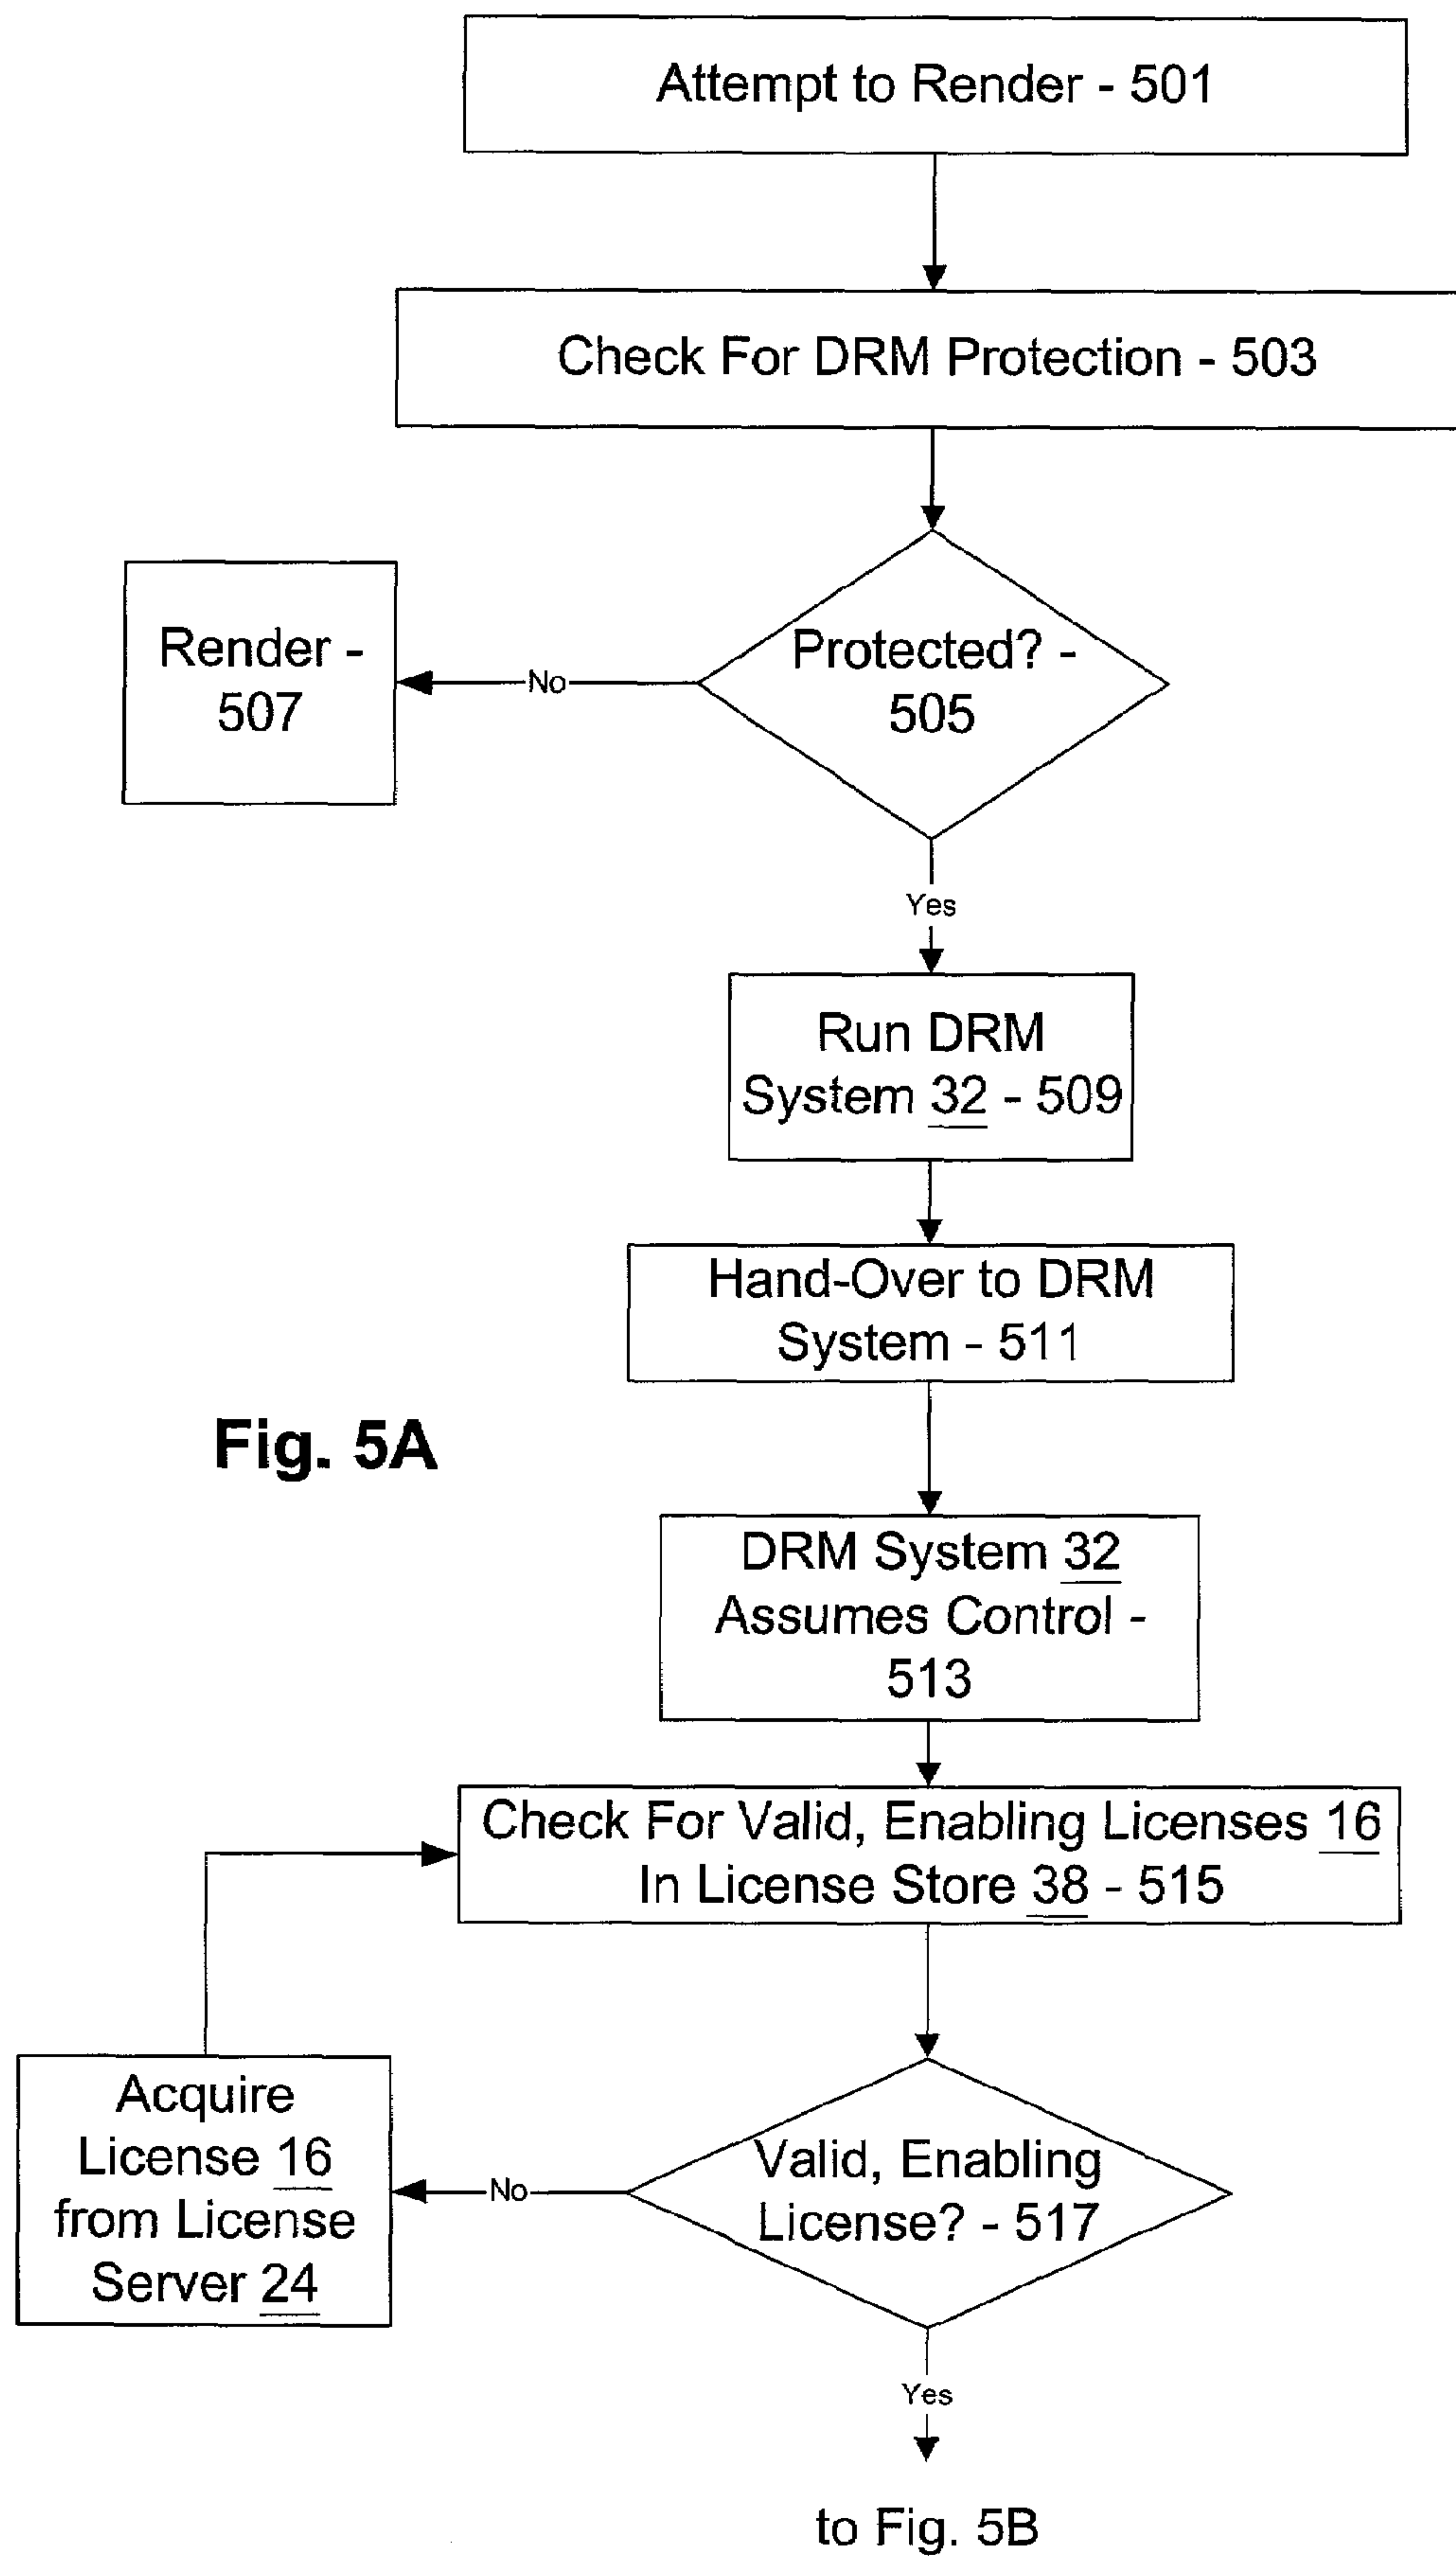 Attempt to Render - 501
Check For DRM Protection - 503
Protected? -
505
No
Render -
507
Yes
Run DRM
System 32 - 509
Hand-Over to DRM
System - 511
Fig. 5A
DRM System 32
Assumes Control -
513
Check For Valid, Enabling Licenses 16
In License Store 38 - 515
Valid, Enabling
License? - 517
No
Acquire
License 16
from License
Server 24
Yes
to Fig. 5B